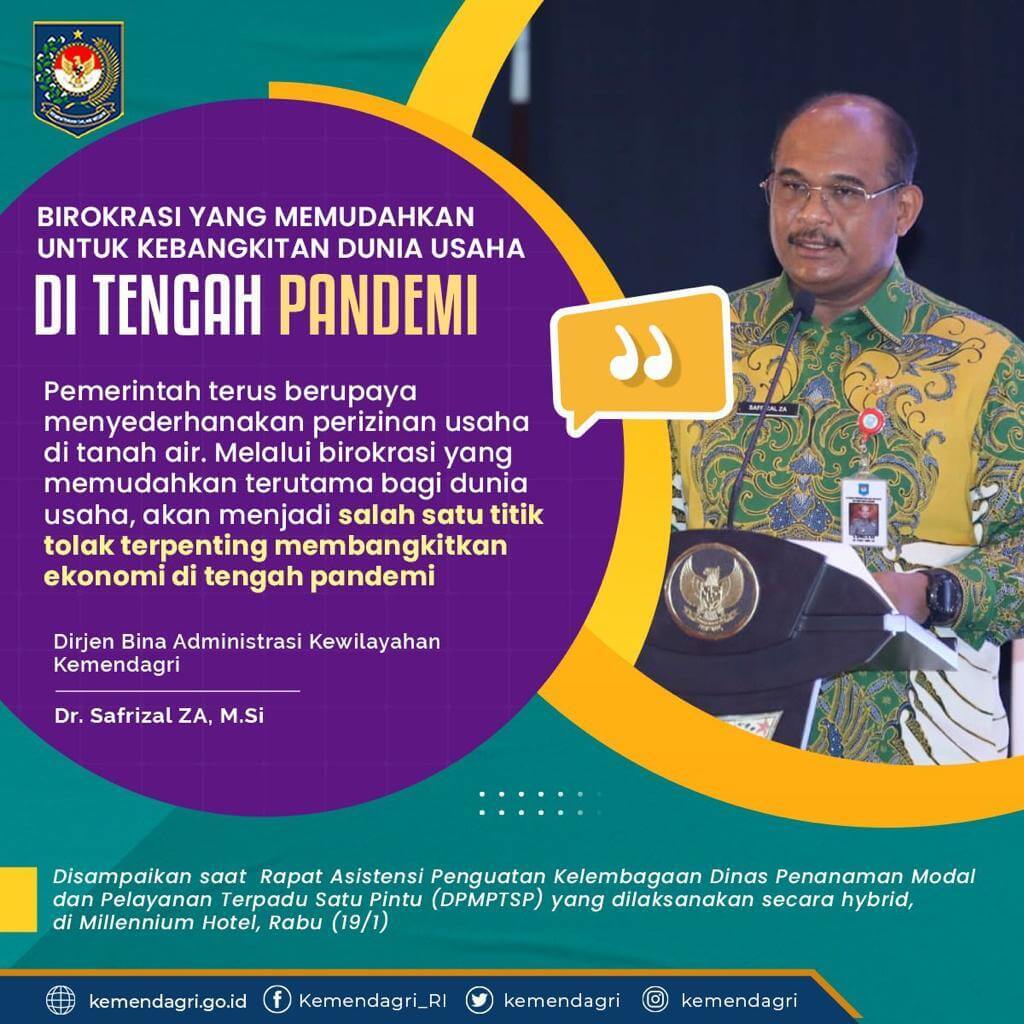 BIROKRASI YANG MEMUDAHKAN
UNTUK KEBANGKITAN DUNIA USAHA
DI TENGAH PANDEMI
Pemerintah terus berupaya
menyederhanakan perizinan usaha
di tanah air. Melalui birokrasi yang
memudahkan terutama bagi dunia
usaha, akan menjadi salah satu titik
tolak terpenting membangkitkan
ekonomi di tengah pandemi
Dirjen Bina Administrasi Kewilayahan
Kemendagri
Dr. Safrizal ZA, M.Si
Disampaikan saat Rapat Asistensi Penguatan Kelembagaan Dinas Penanaman Modal
dan Pelayanan Terpadu Satu Pintu (DPMPTSP) yang dilaksanakan secara hybrid,
di Millennium Hotel, Rabu (19/1)
kemendagri.go.id Kemendagri_RI kemendagri kemendagri